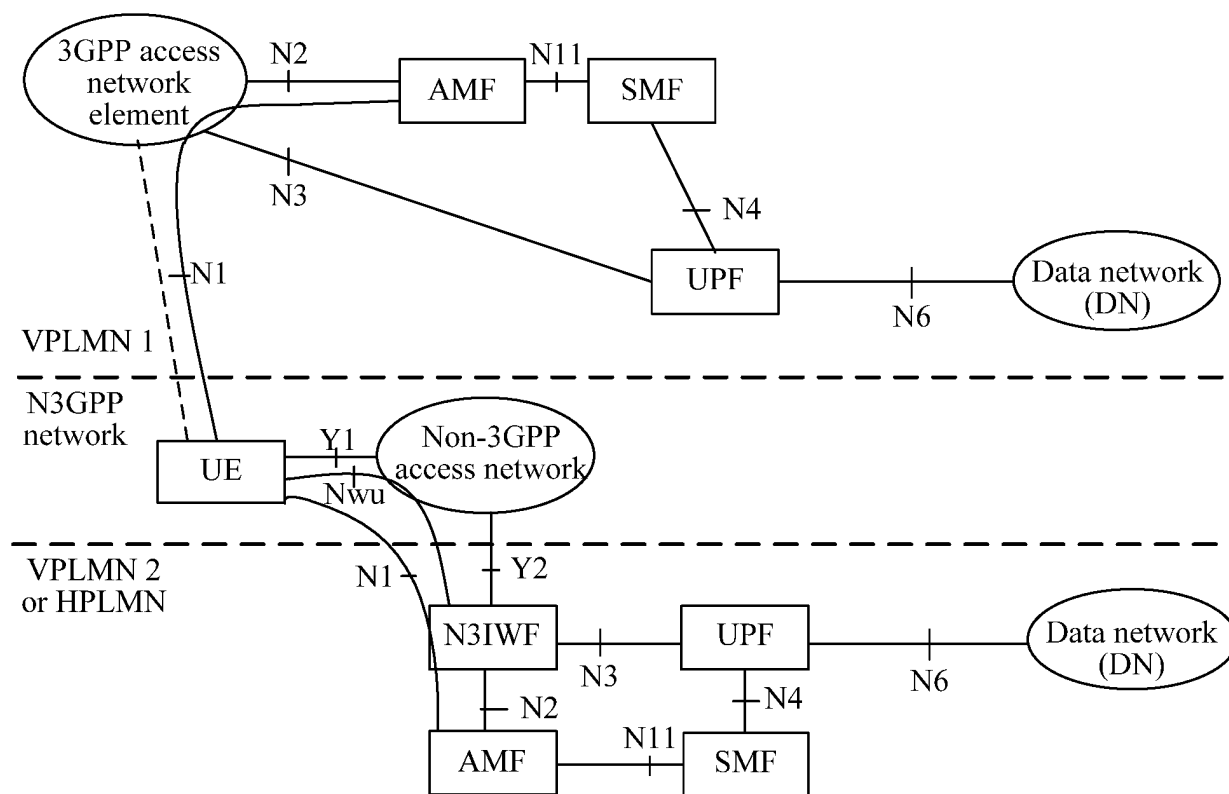 3GPP access
network
element
N2
AMF
N11
SMF
N3
N4
N1
UPF
N6
Data network
(DN)
VPLMN 1
N3GPP
network
UE
Y1
Nwu
Non-3GPP
access network
VPLMN 2
or HPLMN
N1
Y2
N3IWF
N3
UPF
N6
Data network
(DN)
N2
N4
AMF
N11
SMF